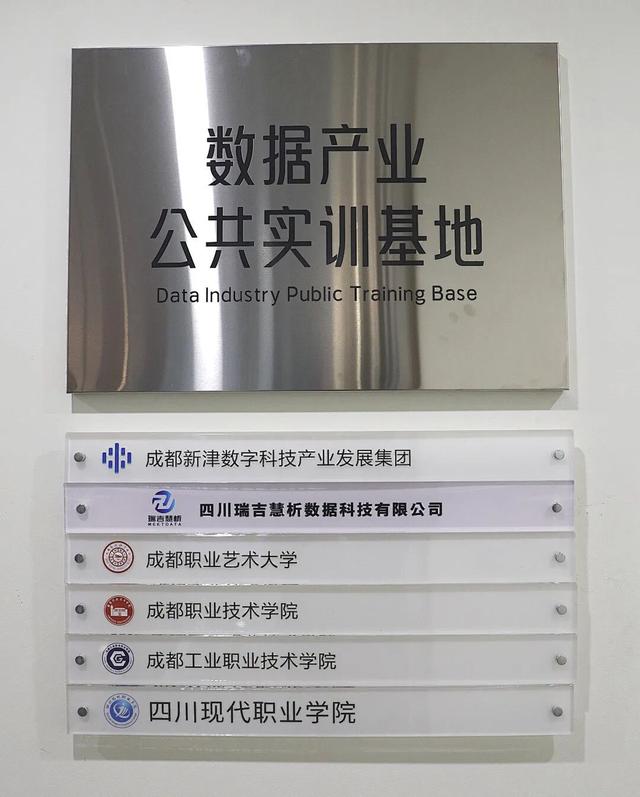 数据产业
公共实训基地
Data Industry Public Training Base
成都新津数字科技产业发展集团
瑞吉慧析
四川瑞吉慧析数据科技有限公司
成都职业艺术大学
成都职业技术学院
成都工业职业技术学院
四川现代职业学院